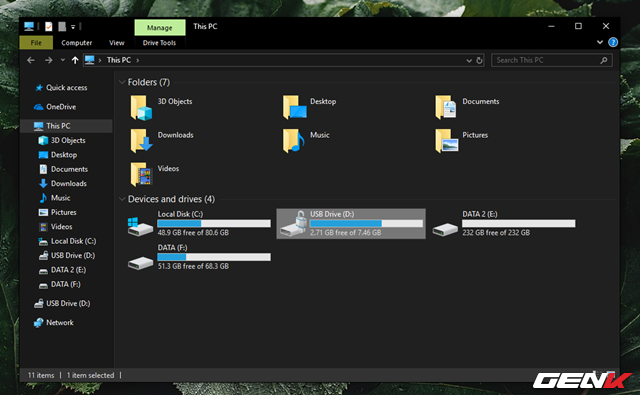 Manage
This PC
File
Computer
View
Drive Tools
This PC
Search This PC
Quick access
OneDrive
This PC
3D Objects
Desktop
Documents
Downloads
Music
Pictures
Videos
Local Disk (C:)
USB Drive (D:)
DATA 2 (E:)
DATA (F:)
USB Drive (D:)
Network
Folders (7)
3D Objects
Desktop
Documents
Downloads
Music
Pictures
Videos
Devices and drives (4)
Local Disk (C:)
48.9 GB free of 80.6 GB
USB Drive (D:)
2.71 GB free of 7.46 GB
DATA 2 (E:)
232 GB free of 232 GB
DATA (F:)
51.3 GB free of 68.3 GB
11 items
1 item selected
GENK